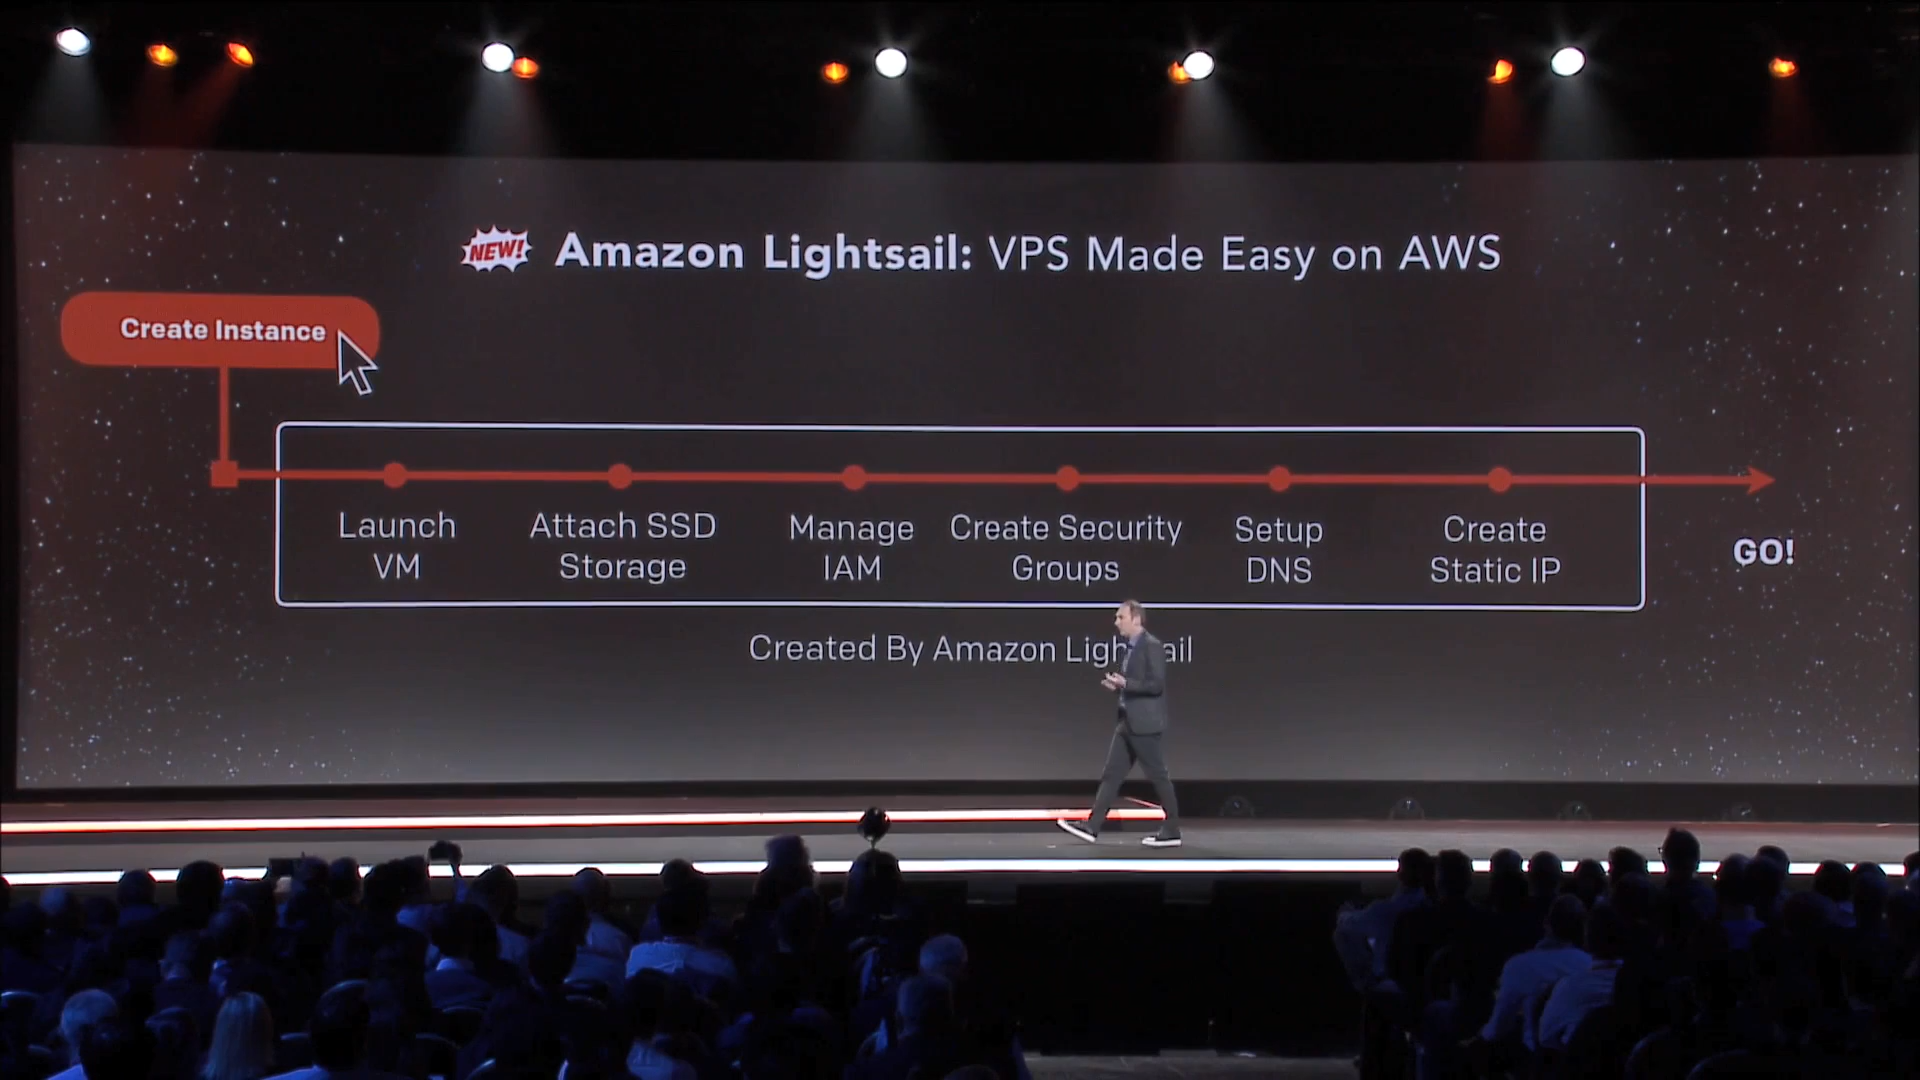 NEW!
Amazon Lightsail: VPS Made Easy on AWS
Create Instance
Launch
VM
Attach SSD
Storage
Manage
IAM
Create Security
Groups
Setup
DNS
Create
Static IP
GO!
Created By Amazon Lightsail